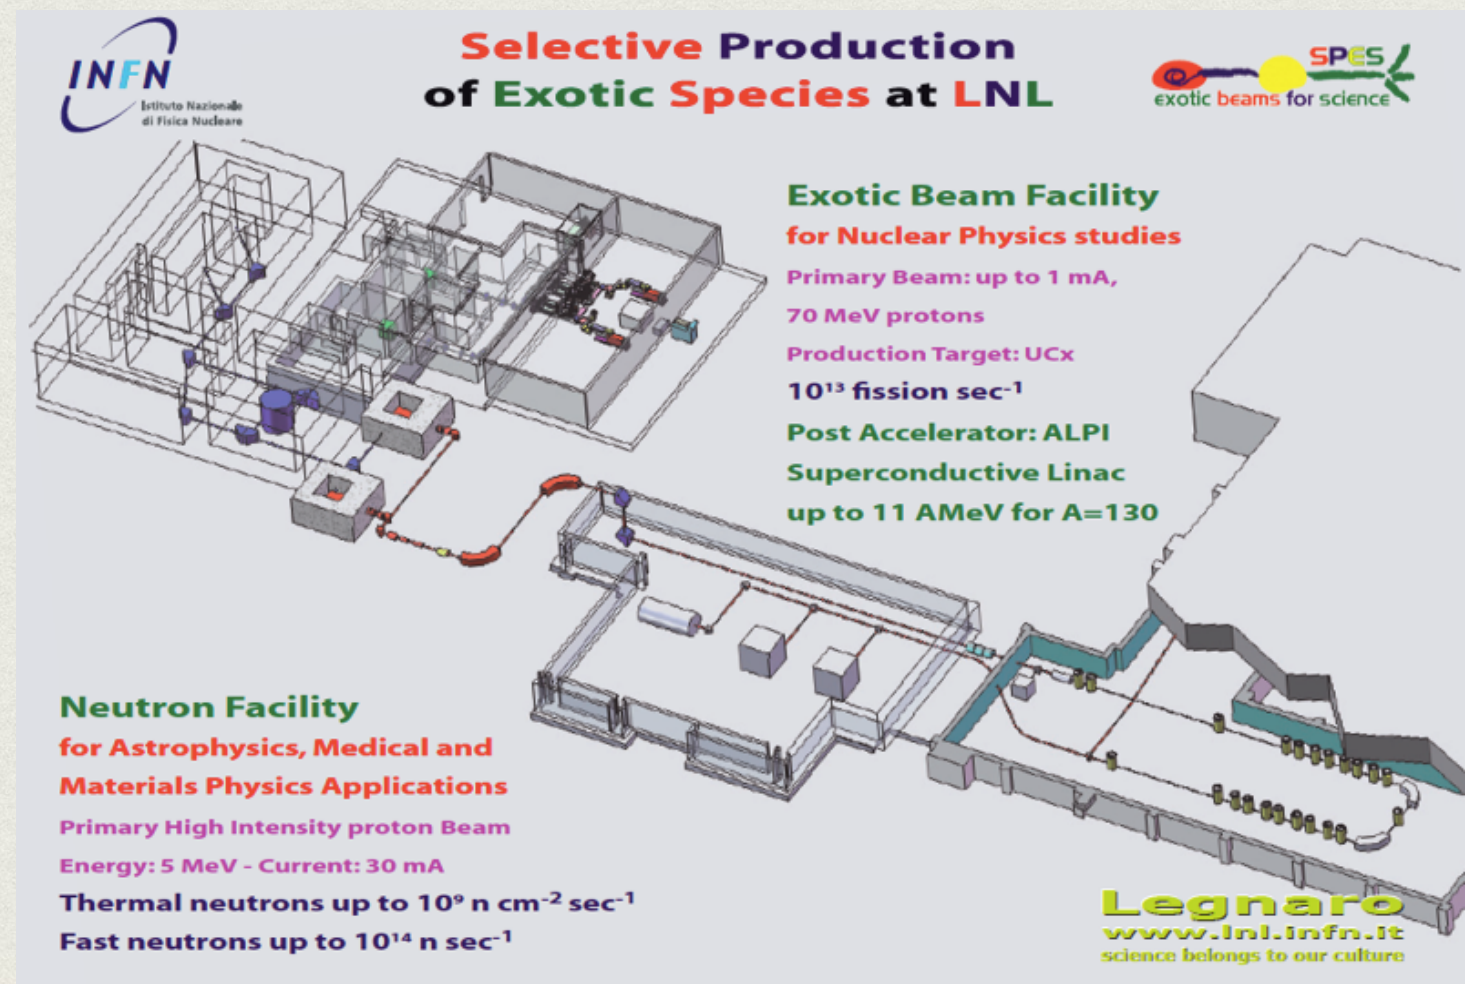 INFN
Istituto Nazionale
di Fisica Nucleare
Selective Production
of Exotic Species at LNL
SPES
exotic beams for science
Exotic Beam Facility
for Nuclear Physics studies
Primary Beam: up to 1 mA,
70 MeV protons
Production Target: UCx
10¹³ fission sec⁻¹
Post Accelerator: ALPI
Superconductive Linac
up to 11 AMeV for A=130
Neutron Facility
for Astrophysics, Medical and
Materials Physics Applications
Primary High Intensity proton Beam
Energy: 5 MeV - Current: 30 mA
Thermal neutrons up to 10⁹ n cm⁻² sec⁻¹
Fast neutrons up to 10¹⁴ n sec⁻¹
Legnaro
www.lnl.infn.it
science belongs to our culture